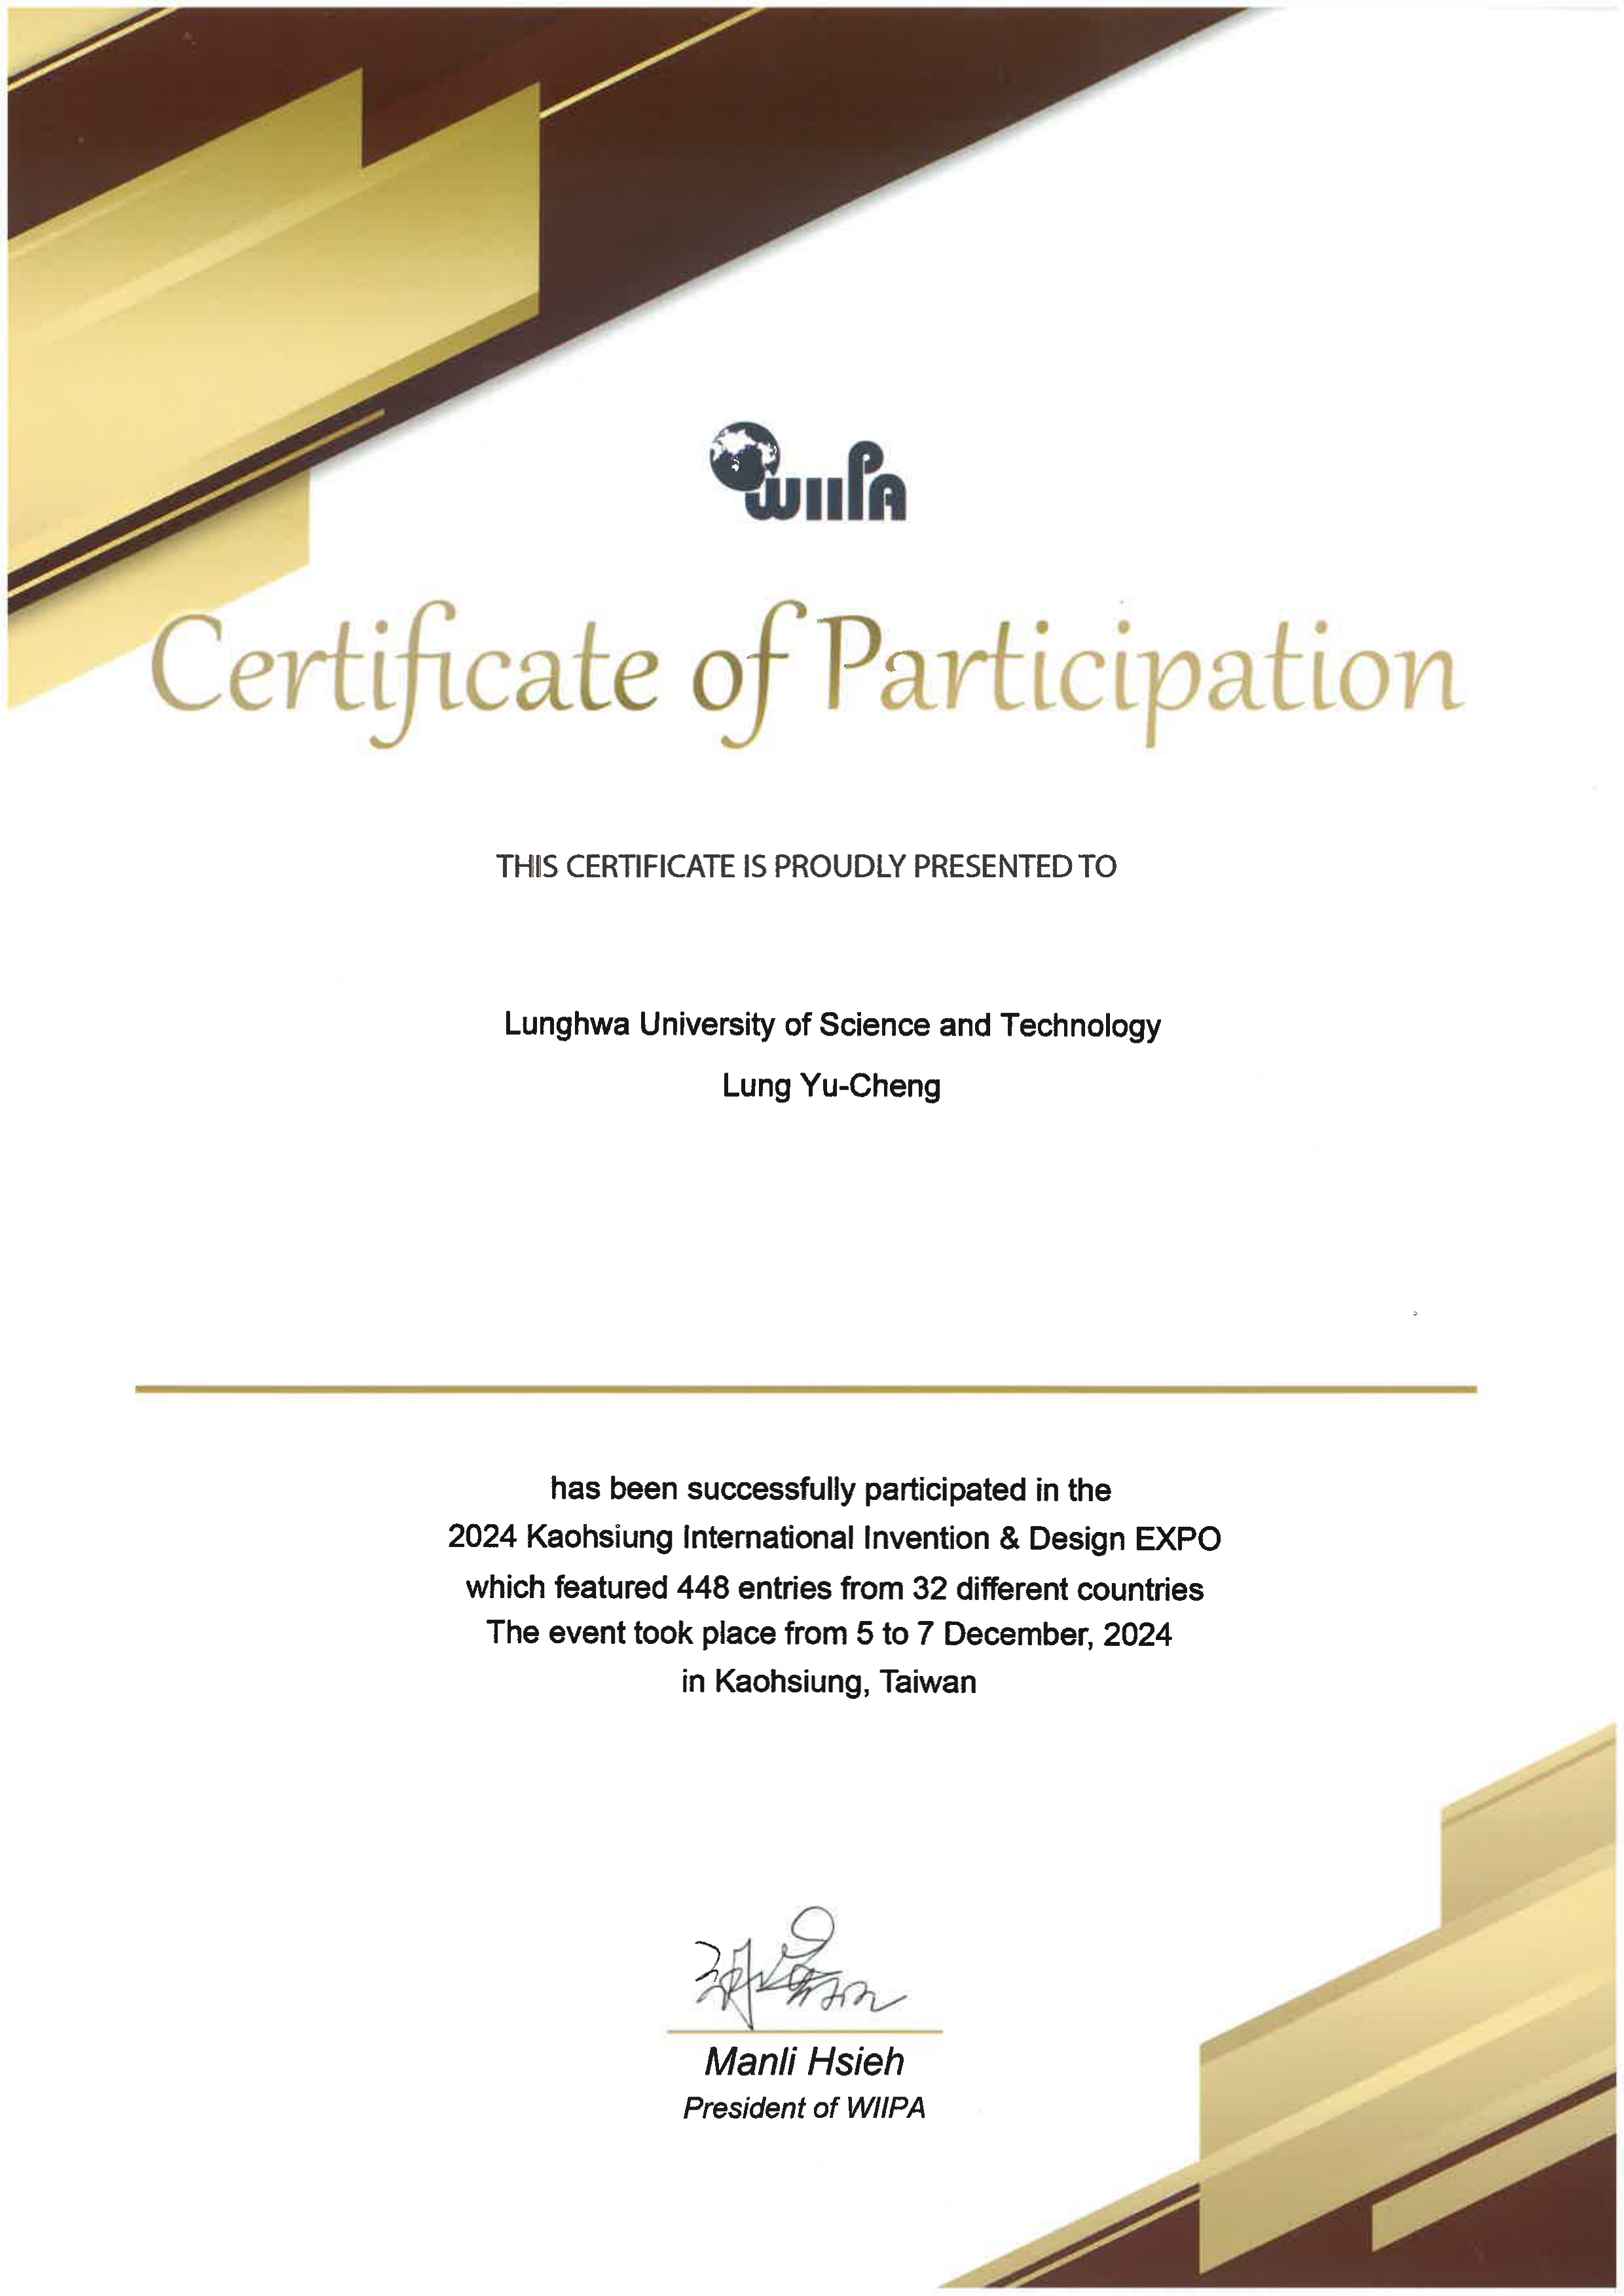 WIIPA
Certificate of Participation
THIS CERTIFICATE IS PROUDLY PRESENTED TO
Lunghwa University of Science and Technology
Lung Yu-Cheng
has been successfully participated in the
2024 Kaohsiung International Invention & Design EXPO
which featured 448 entries from 32 different countries
The event took place from 5 to 7 December, 2024
in Kaohsiung, Taiwan
Manli Hsieh
President of WIIPA